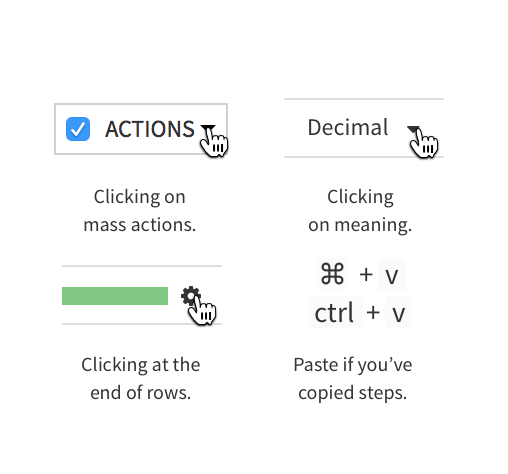 ACTIONS
Decimal
Clicking on
mass actions.
Clicking
on meaning.
⌘ + v
ctrl + v
Clicking at the
end of rows.
Paste if you’ve
copied steps.